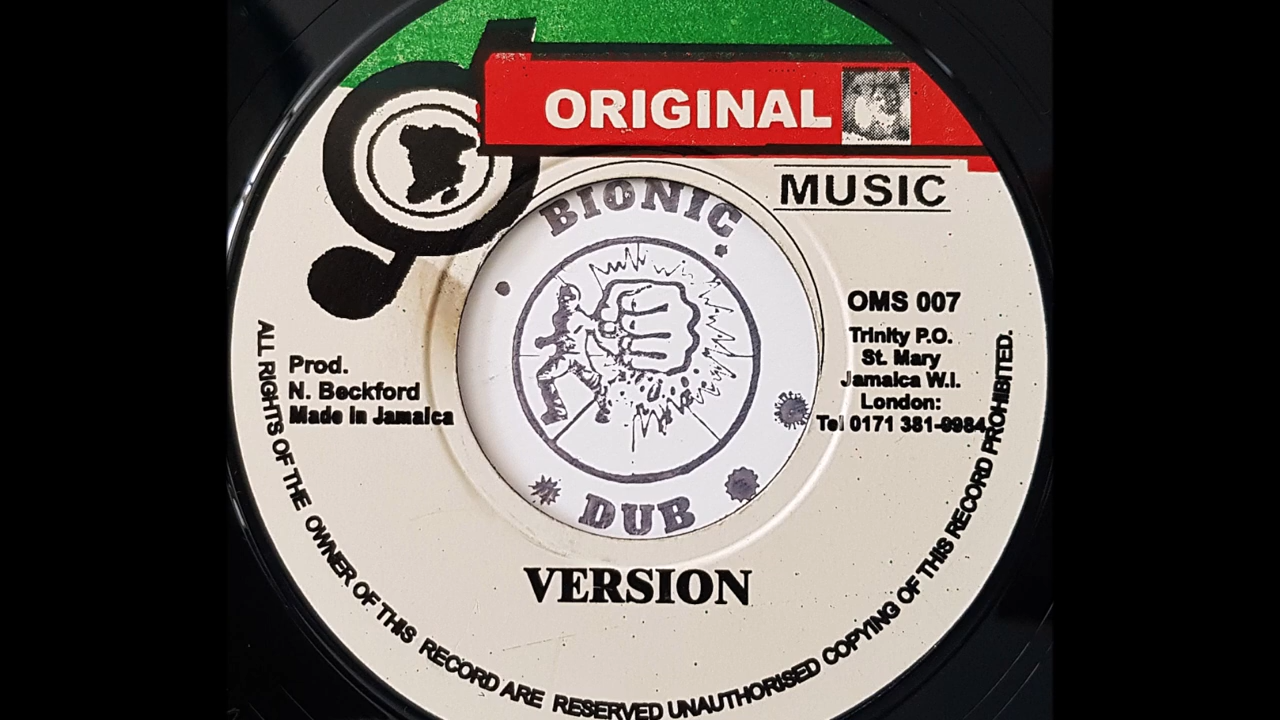 ORIGINAL
MUSIC
BIONIC
DUB
OMS 007
Trinity P.O.
St. Mary
Jamaica W.I.
London:
Tel 0171 381-9984
Prod.
N. Beckford
Made in Jamaica
VERSION
ALL RIGHTS OF THE OWNER OF THIS RECORD ARE RESERVED UNAUTHORISED COPYING OF THIS RECORD PROHIBITED.